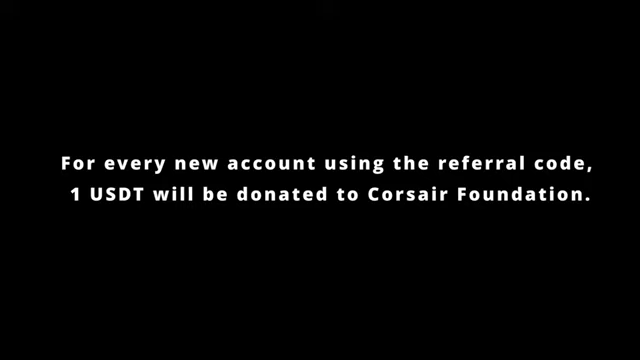 For every new account using the referral code,
1 USDT will be donated to Corsair Foundation.